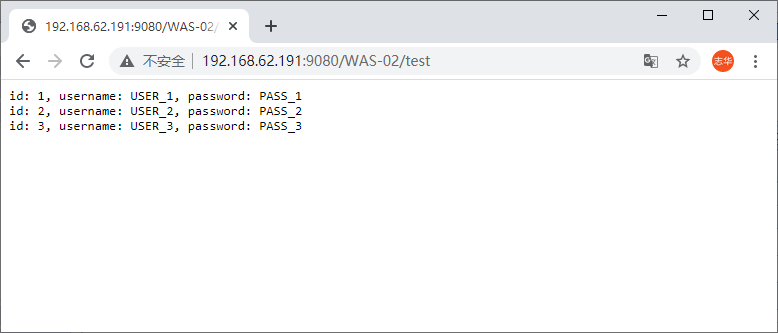 192.168.62.191:9080/WAS-02/
不安全 192.168.62.191:9080/WAS-02/test
志华
id: 1, username: USER_1, password: PASS_1
id: 2, username: USER_2, password: PASS_2
id: 3, username: USER_3, password: PASS_3